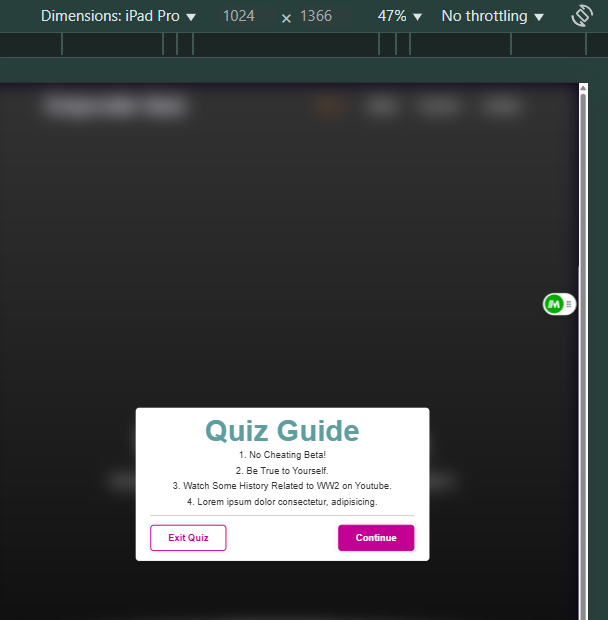 Dimensions: iPad Pro ▼ 1024 × 1366 47% ▼ No throttling ▼
Quiz Guide
1. No Cheating Beta!
2. Be True to Yourself.
3. Watch Some History Related to WW2 on Youtube.
4. Lorem ipsum dolor consectetur, adipisicing.
Exit Quiz Continue